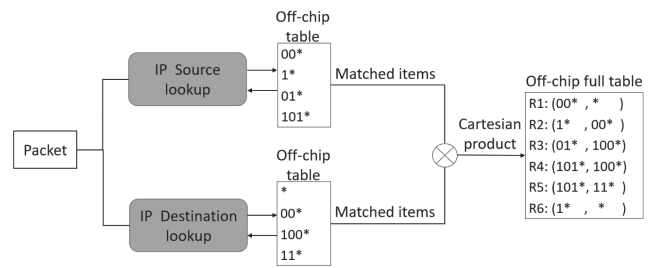 Packet
IP Source
lookup
Off-chip
table
00*
1*
01*
101*
Matched items
IP Destination
lookup
Off-chip
table
*
00*
100*
11*
Matched items
Cartesian
product
Off-chip full table
R1: (00* , * )
R2: (1* , 00* )
R3: (01* , 100*)
R4: (101*, 100*)
R5: (101*, 11* )
R6: (1* , * )